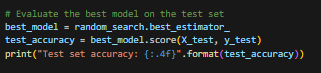 # Evaluate the best model on the test set
best_model = random_search.best_estimator_
test_accuracy = best_model.score(X_test, y_test)
print("Test set accuracy: {:.4f}".format(test_accuracy))